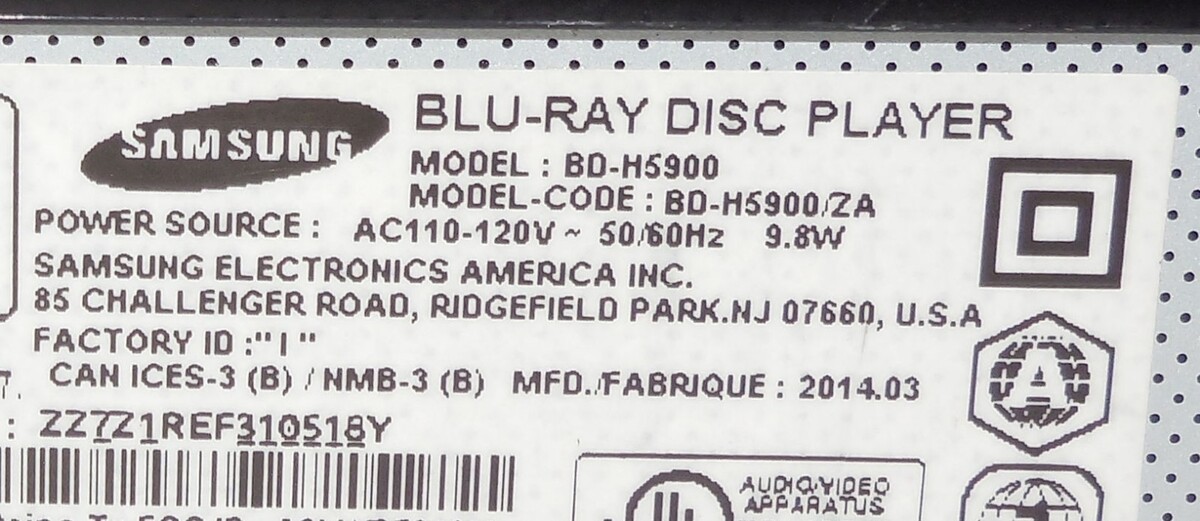 SAMSUNG
BLU-RAY DISC PLAYER
MODEL : BD-H5900
MODEL-CODE : BD-H5900/ZA
POWER SOURCE : AC110-120V ~ 50/60Hz 9.8W
SAMSUNG ELECTRONICS AMERICA INC.
85 CHALLENGER ROAD, RIDGEFIELD PARK.NJ 07660, U.S.A
FACTORY ID :"I"
CAN ICES-3 (B) / NMB-3 (B) MFD./FABRIQUE : 2014.03
: ZZ7Z1REF310518Y
A
UL
AUDIO/VIDEO
APPARATUS